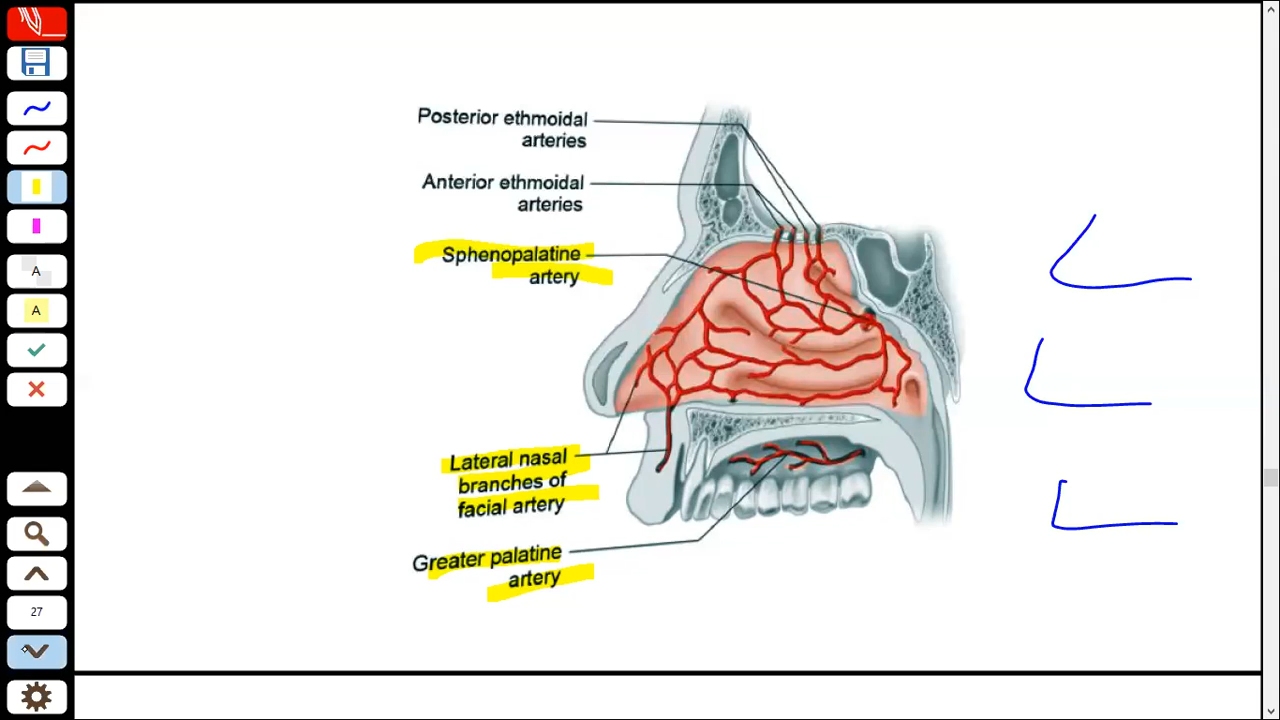 Posterior ethmoidal
arteries
Anterior ethmoidal
arteries
Sphenopalatine
artery
Lateral nasal
branches of
facial artery
Greater palatine
artery
A
A
27